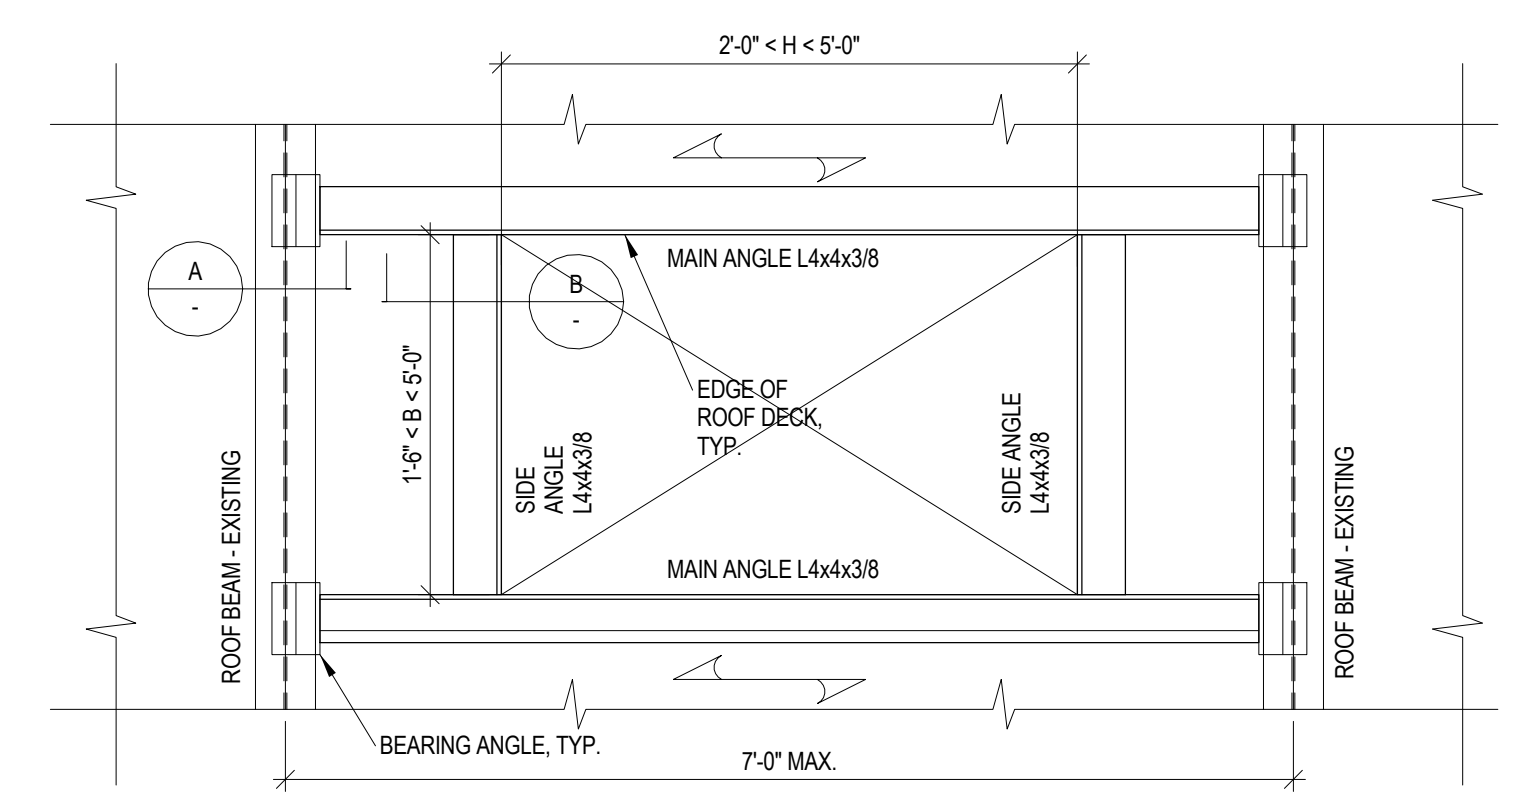 2'-0" < H < 5'-0"
MAIN ANGLE L4x4x3/8
A
-
B
-
1'-6" < B < 5'-0"
EDGE OF
ROOF DECK,
TYP.
SIDE
ANGLE
L4x4x3/8
SIDE ANGLE
L4x4x3/8
ROOF BEAM - EXISTING
ROOF BEAM - EXISTING
MAIN ANGLE L4x4x3/8
BEARING ANGLE, TYP.
7'-0" MAX.